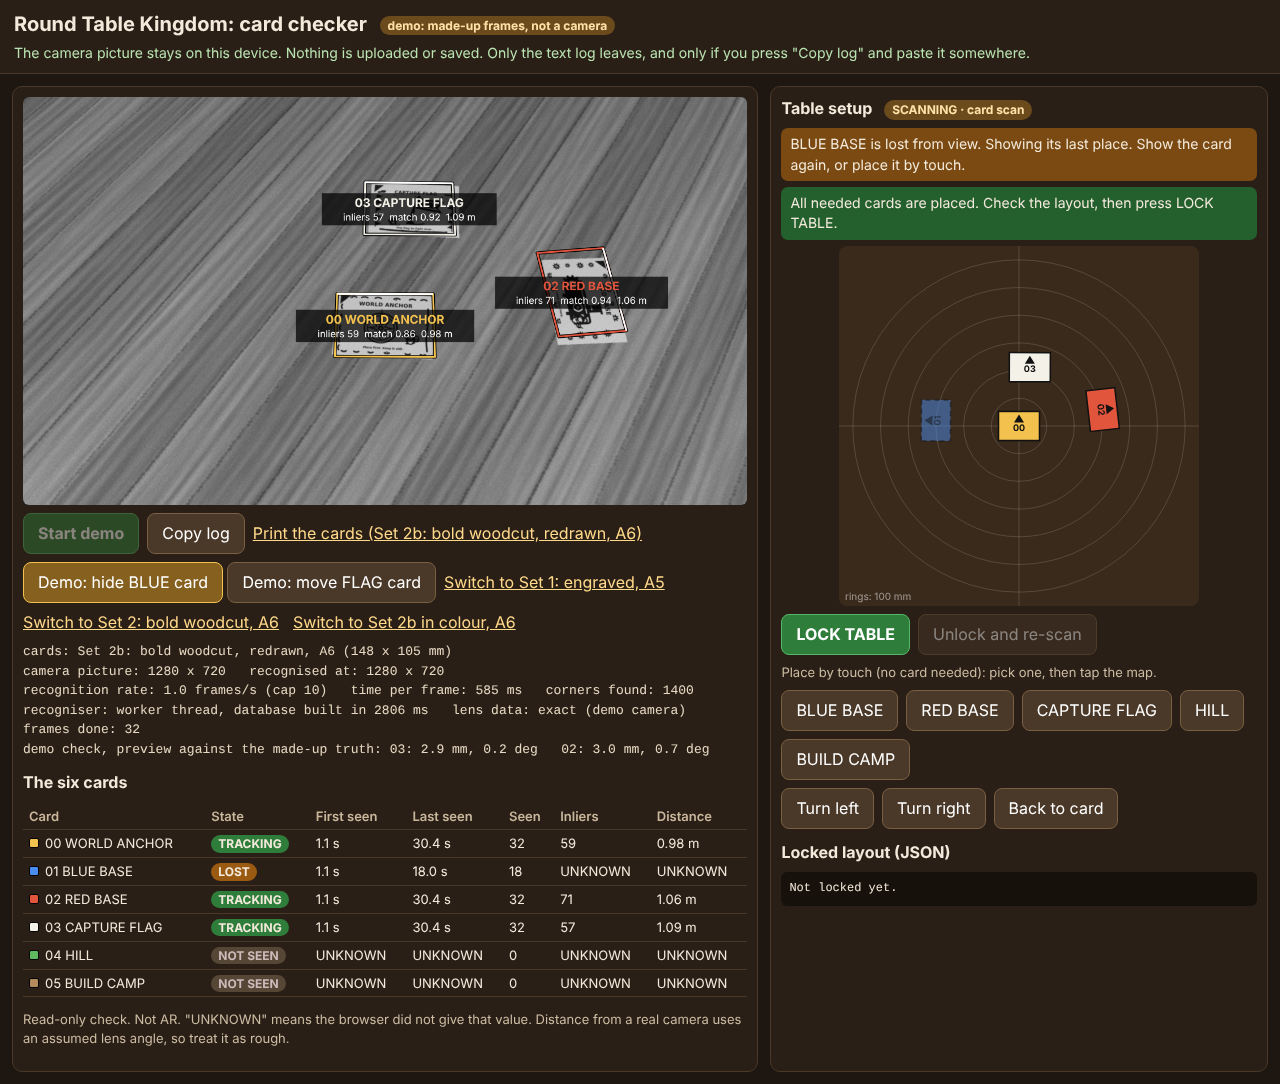 Round Table Kingdom: card checker demo: made-up frames, not a camera
The camera picture stays on this device. Nothing is uploaded or saved. Only the text log leaves, and only if you press "Copy log" and paste it somewhere.
03 CAPTURE FLAG
inliers 57 match 0.92 1.09 m
02 RED BASE
inliers 71 match 0.94 1.06 m
WORLD ANCHOR
00 WORLD ANCHOR
inliers 59 match 0.86 0.98 m
Start demo Copy log Print the cards (Set 2b: bold woodcut, redrawn, A6)
Demo: hide BLUE card Demo: move FLAG card Switch to Set 1: engraved, A5
Switch to Set 2: bold woodcut, A6 Switch to Set 2b in colour, A6
cards: Set 2b: bold woodcut, redrawn, A6 (148 x 105 mm)
camera picture: 1280 x 720 recognised at: 1280 x 720
recognition rate: 1.0 frames/s (cap 10) time per frame: 585 ms corners found: 1400
recogniser: worker thread, database built in 2806 ms lens data: exact (demo camera)
frames done: 32
demo check, preview against the made-up truth: 03: 2.9 mm, 0.2 deg 02: 3.0 mm, 0.7 deg
The six cards
Card State First seen Last seen Seen Inliers Distance
00 WORLD ANCHOR TRACKING 1.1 s 30.4 s 32 59 0.98 m
01 BLUE BASE LOST 1.1 s 18.0 s 18 UNKNOWN UNKNOWN
02 RED BASE TRACKING 1.1 s 30.4 s 32 71 1.06 m
03 CAPTURE FLAG TRACKING 1.1 s 30.4 s 32 57 1.09 m
04 HILL NOT SEEN UNKNOWN UNKNOWN 0 UNKNOWN UNKNOWN
05 BUILD CAMP NOT SEEN UNKNOWN UNKNOWN 0 UNKNOWN UNKNOWN
Read-only check. Not AR. "UNKNOWN" means the browser did not give that value. Distance from a real camera uses
an assumed lens angle, so treat it as rough.
Table setup SCANNING · card scan
BLUE BASE is lost from view. Showing its last place. Show the card
again, or place it by touch.
All needed cards are placed. Check the layout, then press LOCK
TABLE.
03
01
02
00
rings: 100 mm
LOCK TABLE Unlock and re-scan
Place by touch (no card needed): pick one, then tap the map.
BLUE BASE RED BASE CAPTURE FLAG HILL
BUILD CAMP
Turn left Turn right Back to card
Locked layout (JSON)
Not locked yet.